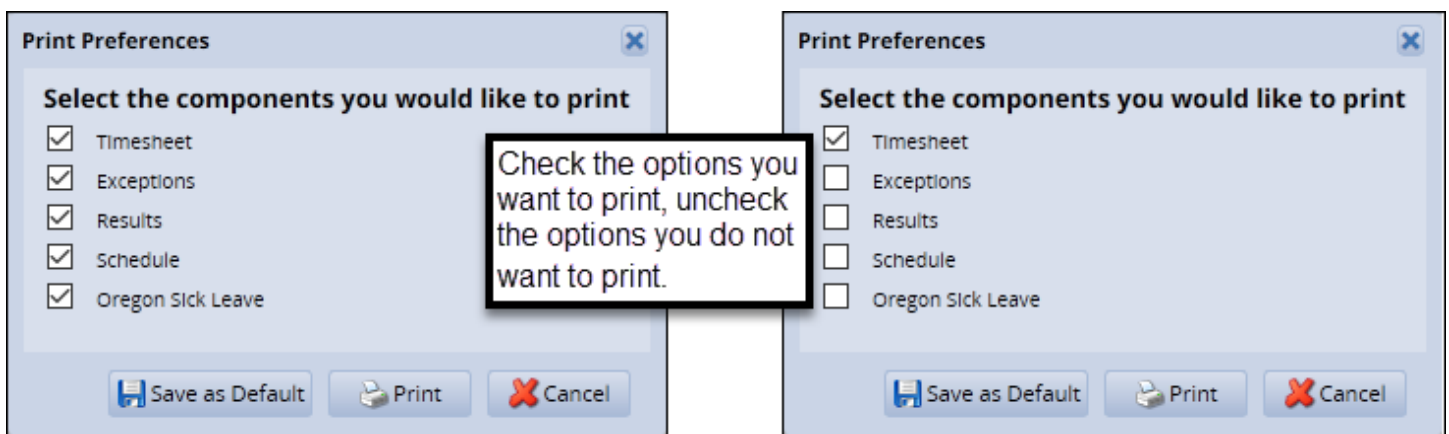 Print Preferences
Select the components you would like to print
Timesheet
Exceptions
Results
Schedule
Oregon Sick Leave
Save as Default
Print
Cancel
Check the options you
want to print, uncheck
the options you do not
want to print.
Print Preferences
Select the components you would like to print
Timesheet
Exceptions
Results
Schedule
Oregon Sick Leave
Save as Default
Print
Cancel